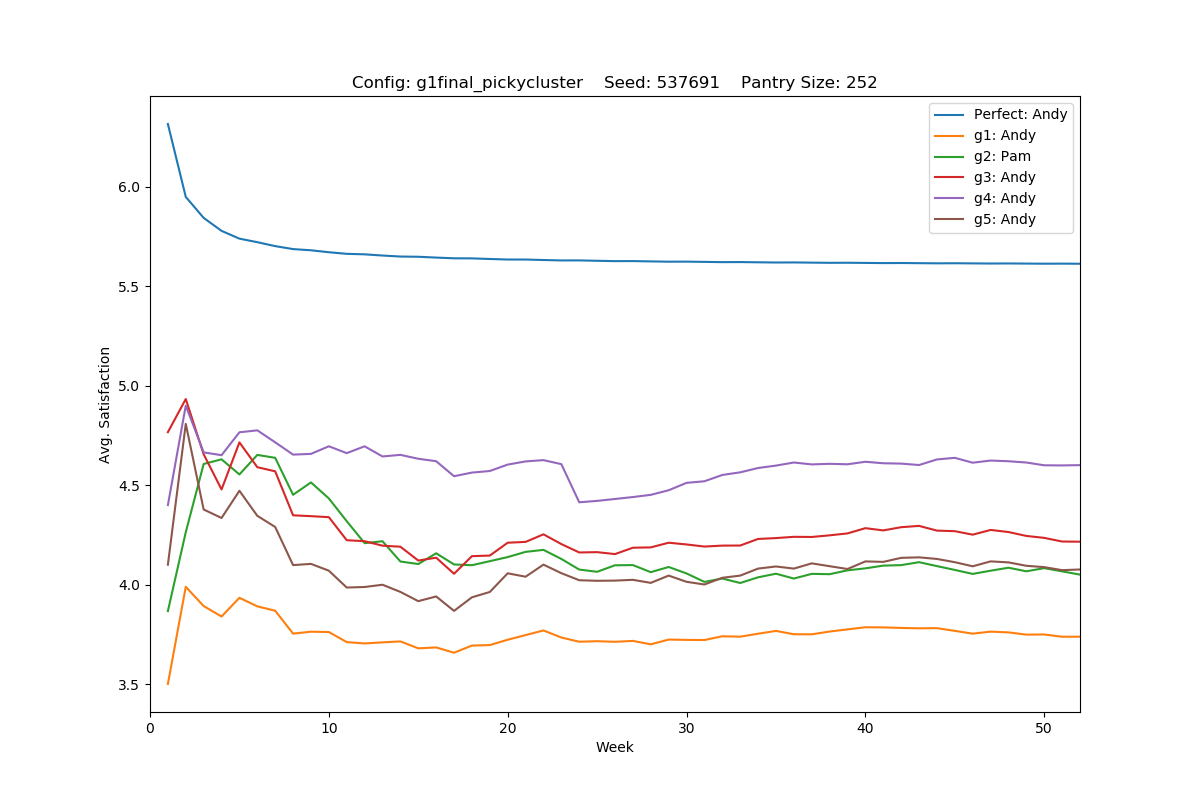 Config: g1final_pickycluster    Seed: 537691    Pantry Size: 252
Perfect: Andy
g1: Andy
g2: Pam
g3: Andy
g4: Andy
g5: Andy
Avg. Satisfaction
6.0
5.5
5.0
4.5
4.0
3.5
0 10 20 30 40 50
Week